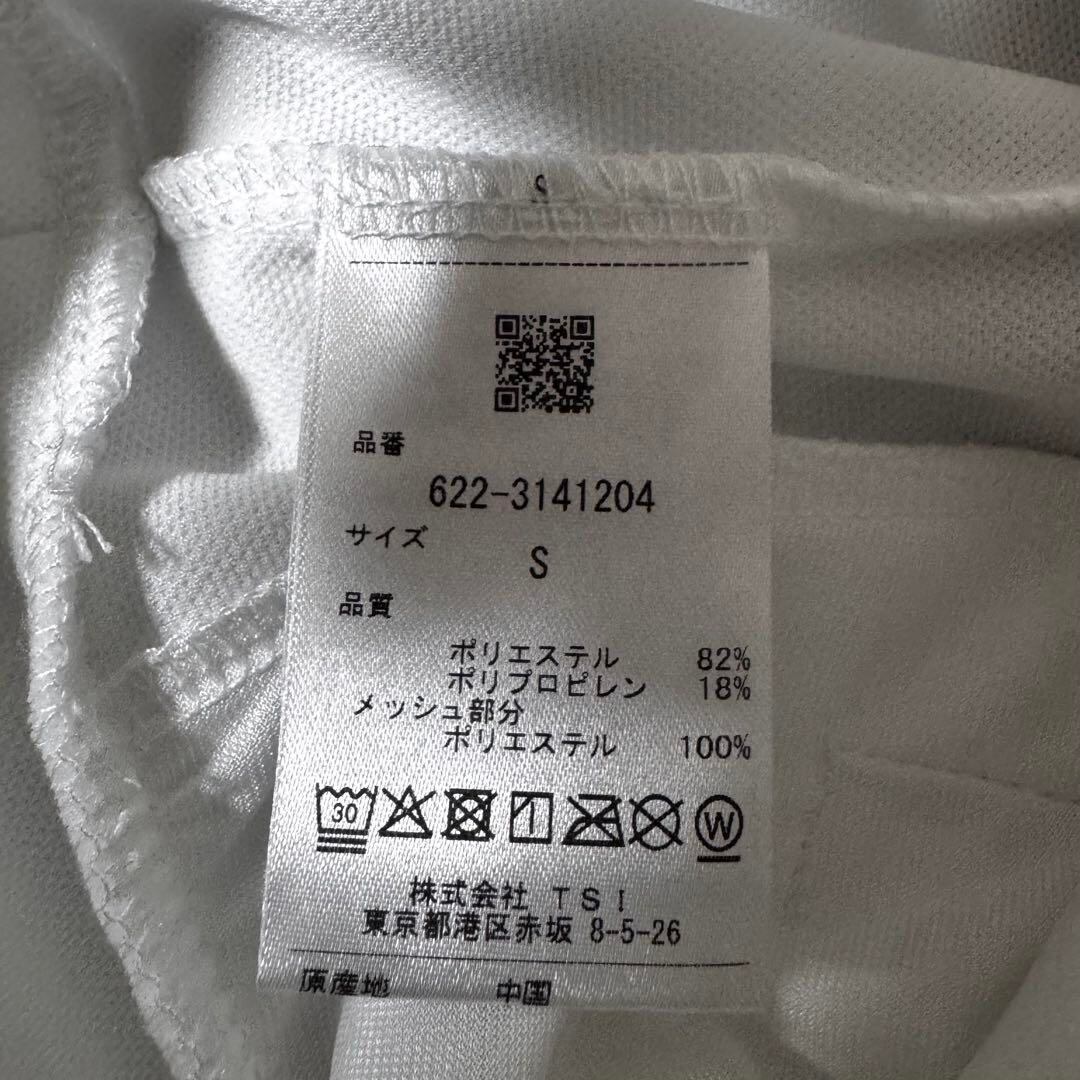 S
品番
622-3141204
サイズ
S
品質
ポリエステル 82%
ポリプロピレン 18%
メッシュ部分
ポリエステル 100%
30
W
株式会社 TSI
東京都港区赤坂 8-5-26
原産地 中国